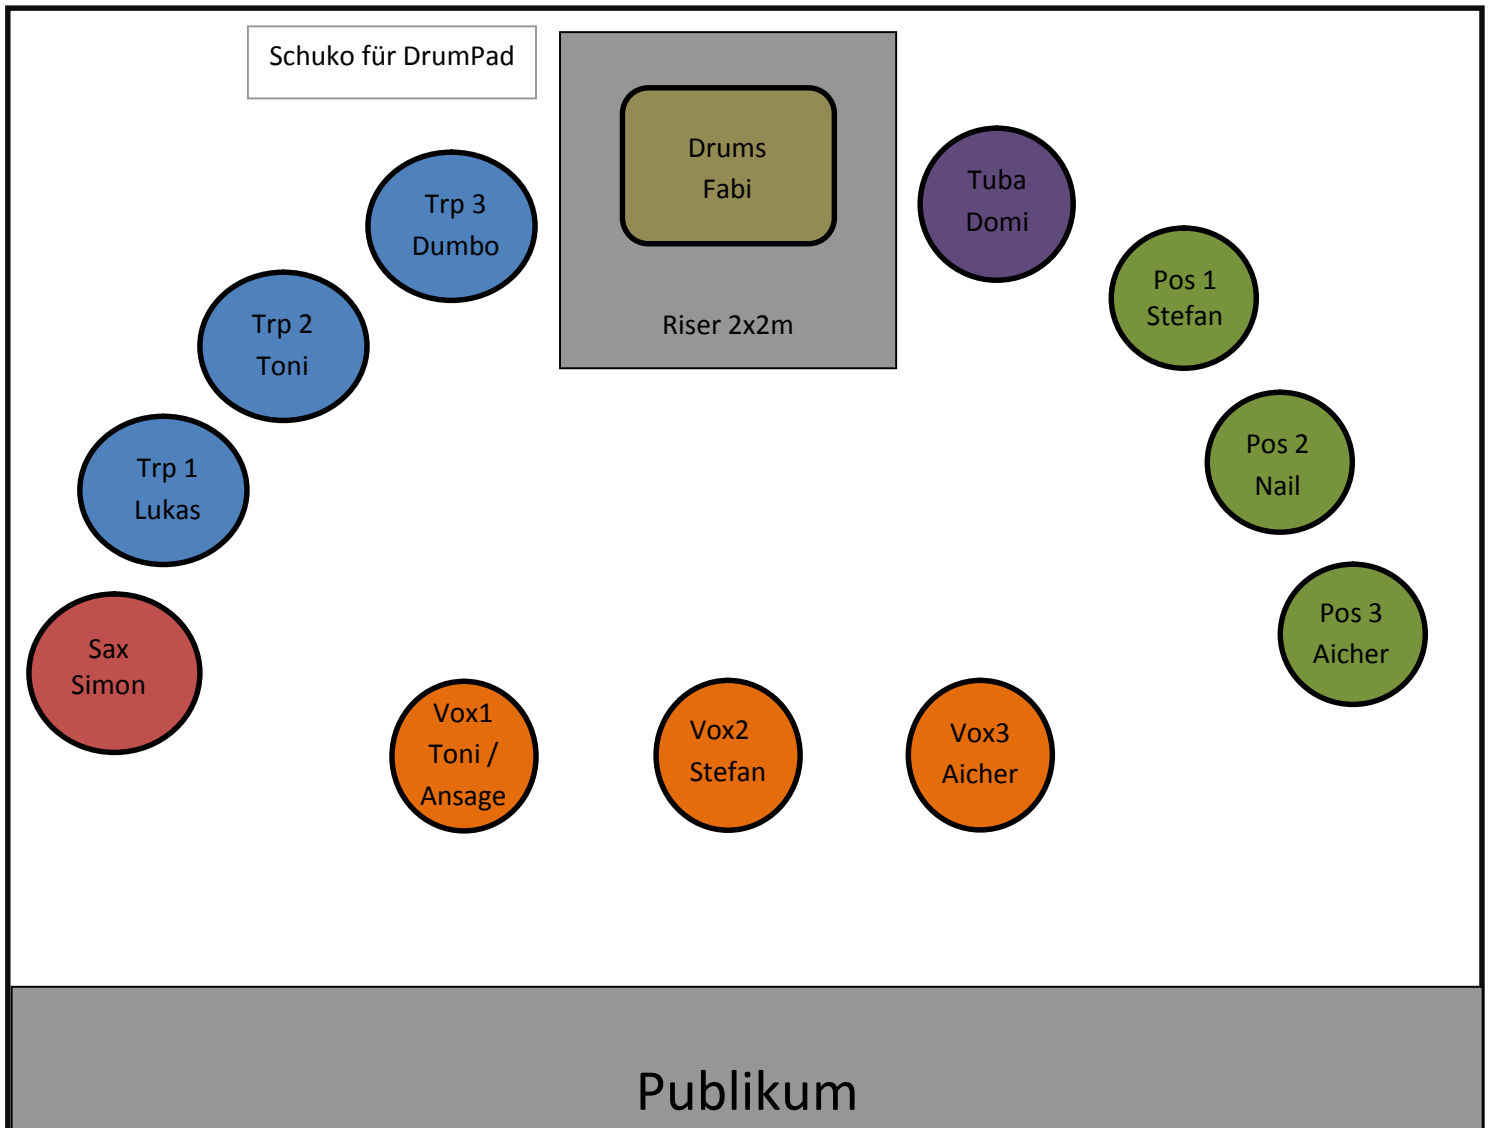 Schuko für DrumPad
Drums
Fabi
Riser 2x2m
Trp 3
Dumbo
Trp 2
Toni
Trp 1
Lukas
Sax
Simon
Tuba
Domi
Pos 1
Stefan
Pos 2
Nail
Pos 3
Aicher
Vox1
Toni /
Ansage
Vox2
Stefan
Vox3
Aicher
Publikum